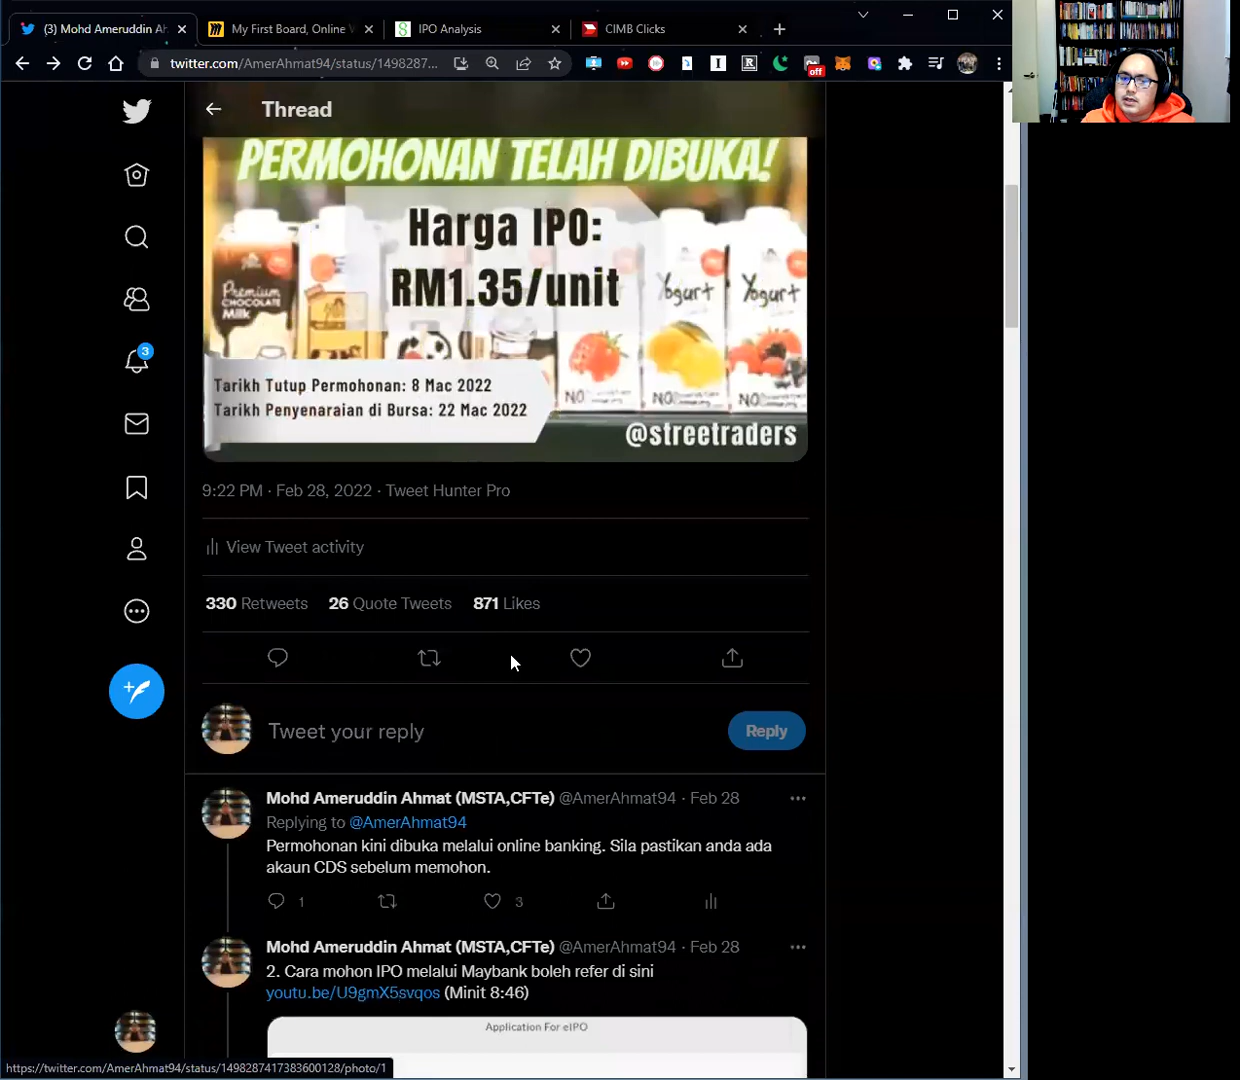 (3) Mohd Ameruddin Ah
My First Board, Online V
IPO Analysis
CIMB Clicks
twitter.com/AmerAhmat94/status/1498287...
off
Thread
PERMOHONAN TELAH DIBUKA!
Harga IPO:
RM1.35/unit
Premium
CHOCOLATE
Milk
Yogurt
Yogurt
NO
NO
NO
Tarikh Tutup Permohonan: 8 Mac 2022
Tarikh Penyenaraian di Bursa: 22 Mac 2022
@streetraders
9:22 PM · Feb 28, 2022 · Tweet Hunter Pro
3
View Tweet activity
330 Retweets 26 Quote Tweets 871 Likes
Tweet your reply
Reply
Mohd Ameruddin Ahmat (MSTA,CFTe) @AmerAhmat94 · Feb 28
Replying to @AmerAhmat94
Permohonan kini dibuka melalui online banking. Sila pastikan anda ada
akaun CDS sebelum memohon.
1
3
Mohd Ameruddin Ahmat (MSTA,CFTe) @AmerAhmat94 · Feb 28
2. Cara mohon IPO melalui Maybank boleh refer di sini
youtu.be/U9gmX5svqos (Minit 8:46)
Application For eIPO
https://twitter.com/AmerAhmat94/status/1498287417383600128/photo/1